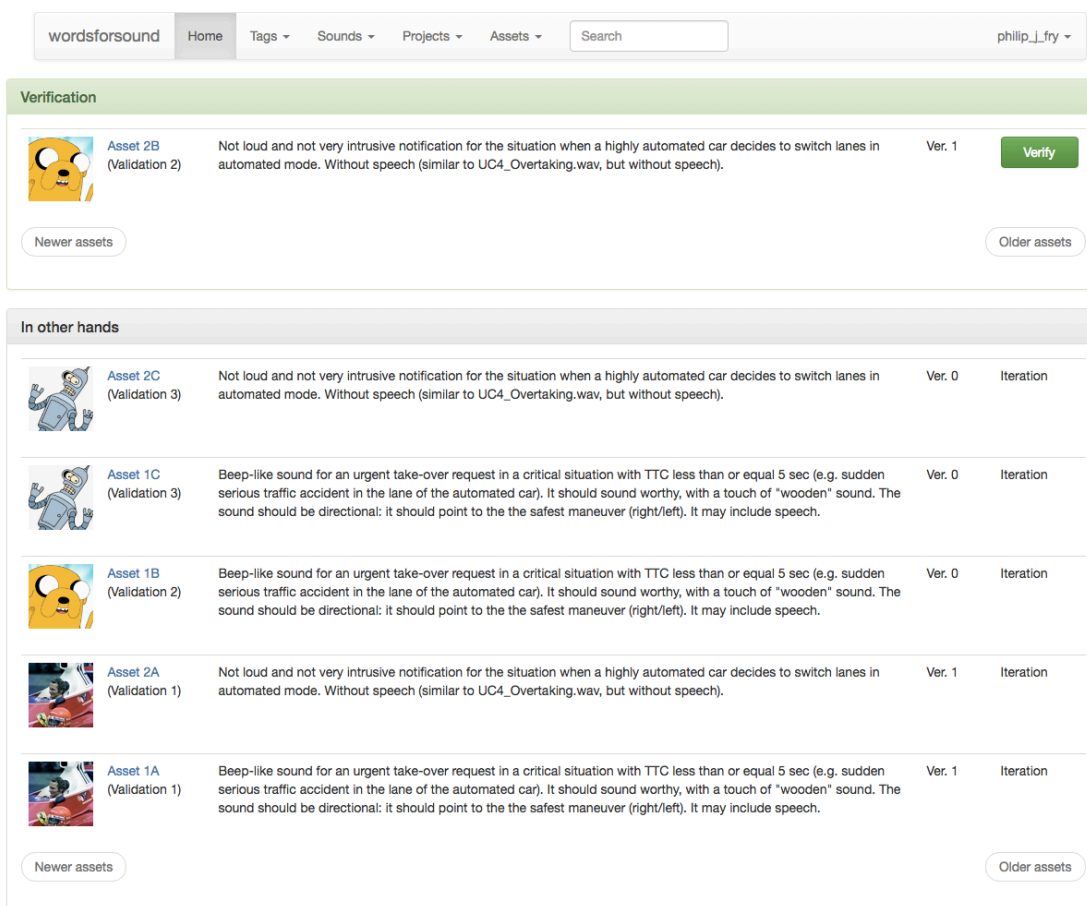 wordsforsound Home Tags Sounds Projects Assets Search philip_j_fry
Verification
Asset 2B
(Validation 2)
Not loud and not very intrusive notification for the situation when a highly automated car decides to switch lanes in
automated mode. Without speech (similar to UC4_Overtaking.wav, but without speech).
Ver. 1
Verify
Newer assets
Older assets
In other hands
Asset 2C
(Validation 3)
Not loud and not very intrusive notification for the situation when a highly automated car decides to switch lanes in
automated mode. Without speech (similar to UC4_Overtaking.wav, but without speech).
Ver. 0
Iteration
Asset 1C
(Validation 3)
Beep-like sound for an urgent take-over request in a critical situation with TTC less than or equal 5 sec (e.g. sudden
serious traffic accident in the lane of the automated car). It should sound worthy, with a touch of "wooden" sound. The
sound should be directional: it should point to the the safest maneuver (right/left). It may include speech.
Ver. 0
Iteration
Asset 1B
(Validation 2)
Beep-like sound for an urgent take-over request in a critical situation with TTC less than or equal 5 sec (e.g. sudden
serious traffic accident in the lane of the automated car). It should sound worthy, with a touch of "wooden" sound. The
sound should be directional: it should point to the the safest maneuver (right/left). It may include speech.
Ver. 0
Iteration
Asset 2A
(Validation 1)
Not loud and not very intrusive notification for the situation when a highly automated car decides to switch lanes in
automated mode. Without speech (similar to UC4_Overtaking.wav, but without speech).
Ver. 1
Iteration
Asset 1A
(Validation 1)
Beep-like sound for an urgent take-over request in a critical situation with TTC less than or equal 5 sec (e.g. sudden
serious traffic accident in the lane of the automated car). It should sound worthy, with a touch of "wooden" sound. The
sound should be directional: it should point to the the safest maneuver (right/left). It may include speech.
Ver. 1
Iteration
Newer assets
Older assets